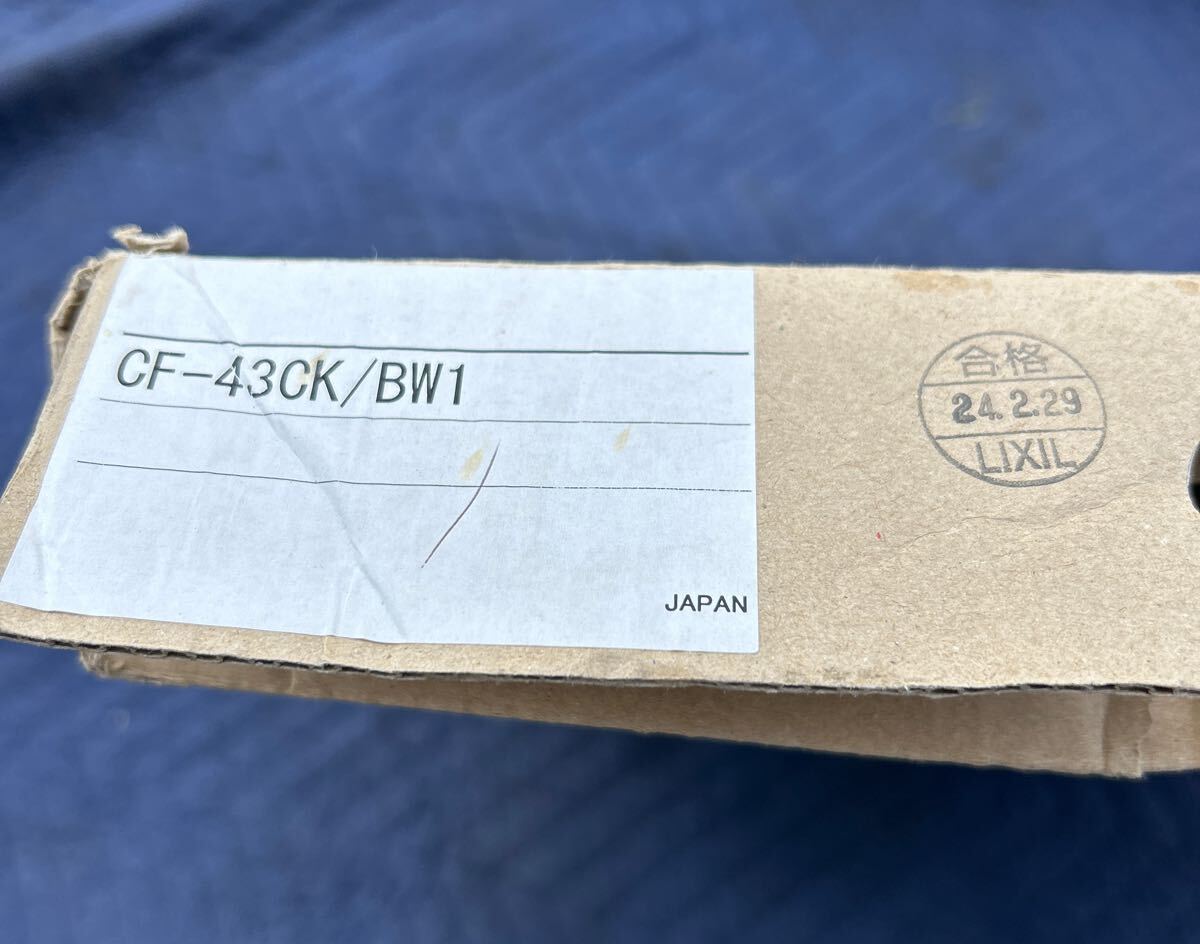 CF-43CK/BW1
JAPAN
合格
24.2.29
LIXIL